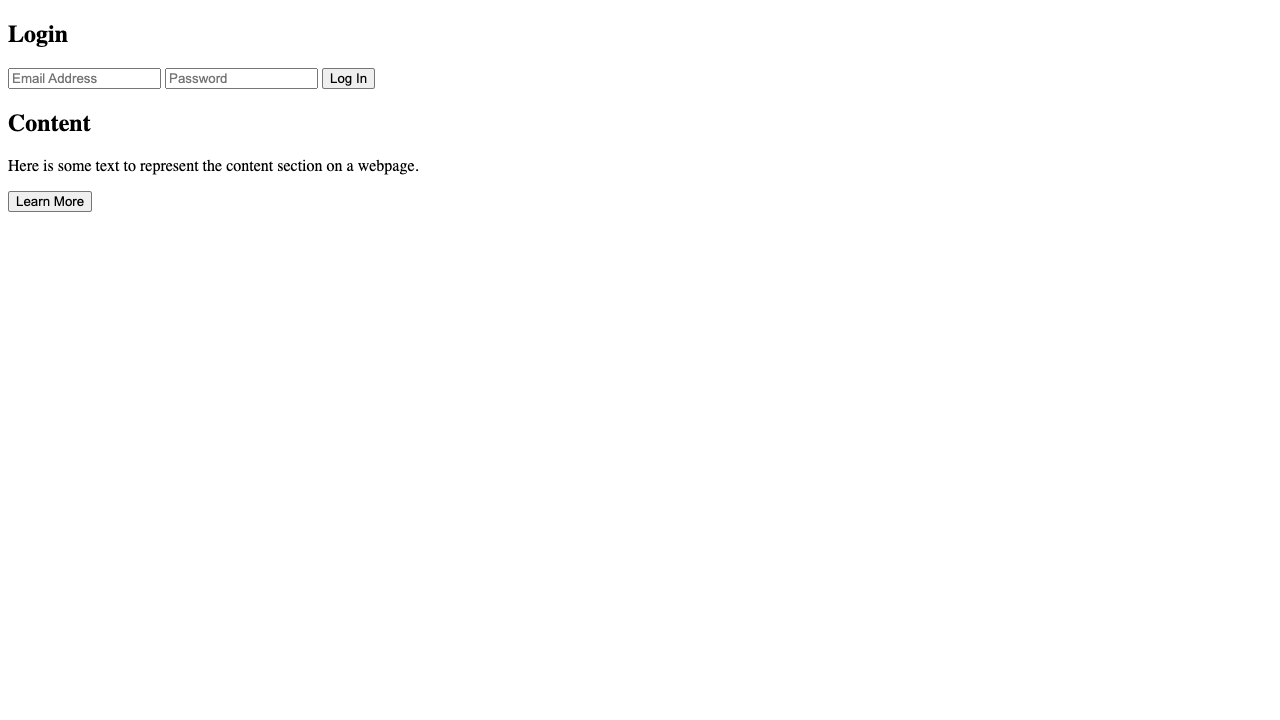 Login
Email Address Password Log In
Content
Here is some text to represent the content section on a webpage.
Learn More